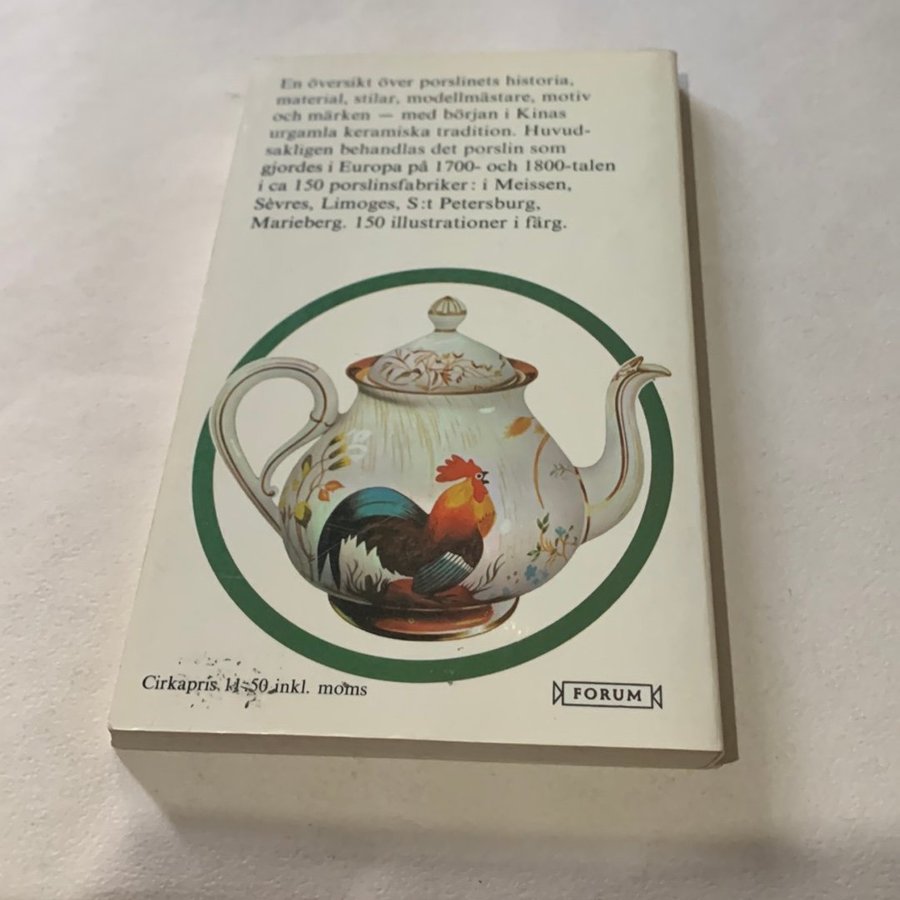 En översikt över porslinets historia,
material, stilar, modellmästare, motiv
och märken — med början i Kinas
urgamla keramiska tradition. Huvud-
sakligen behandlas det porslin som
gjordes i Europa på 1700- och 1800-talen
i ca 150 porslinsfabriker: i Meissen,
Sèvres, Limoges, S:t Petersburg,
Marieberg. 150 illustrationer i färg.
Cirkapris 11:50 inkl. moms
FORUM